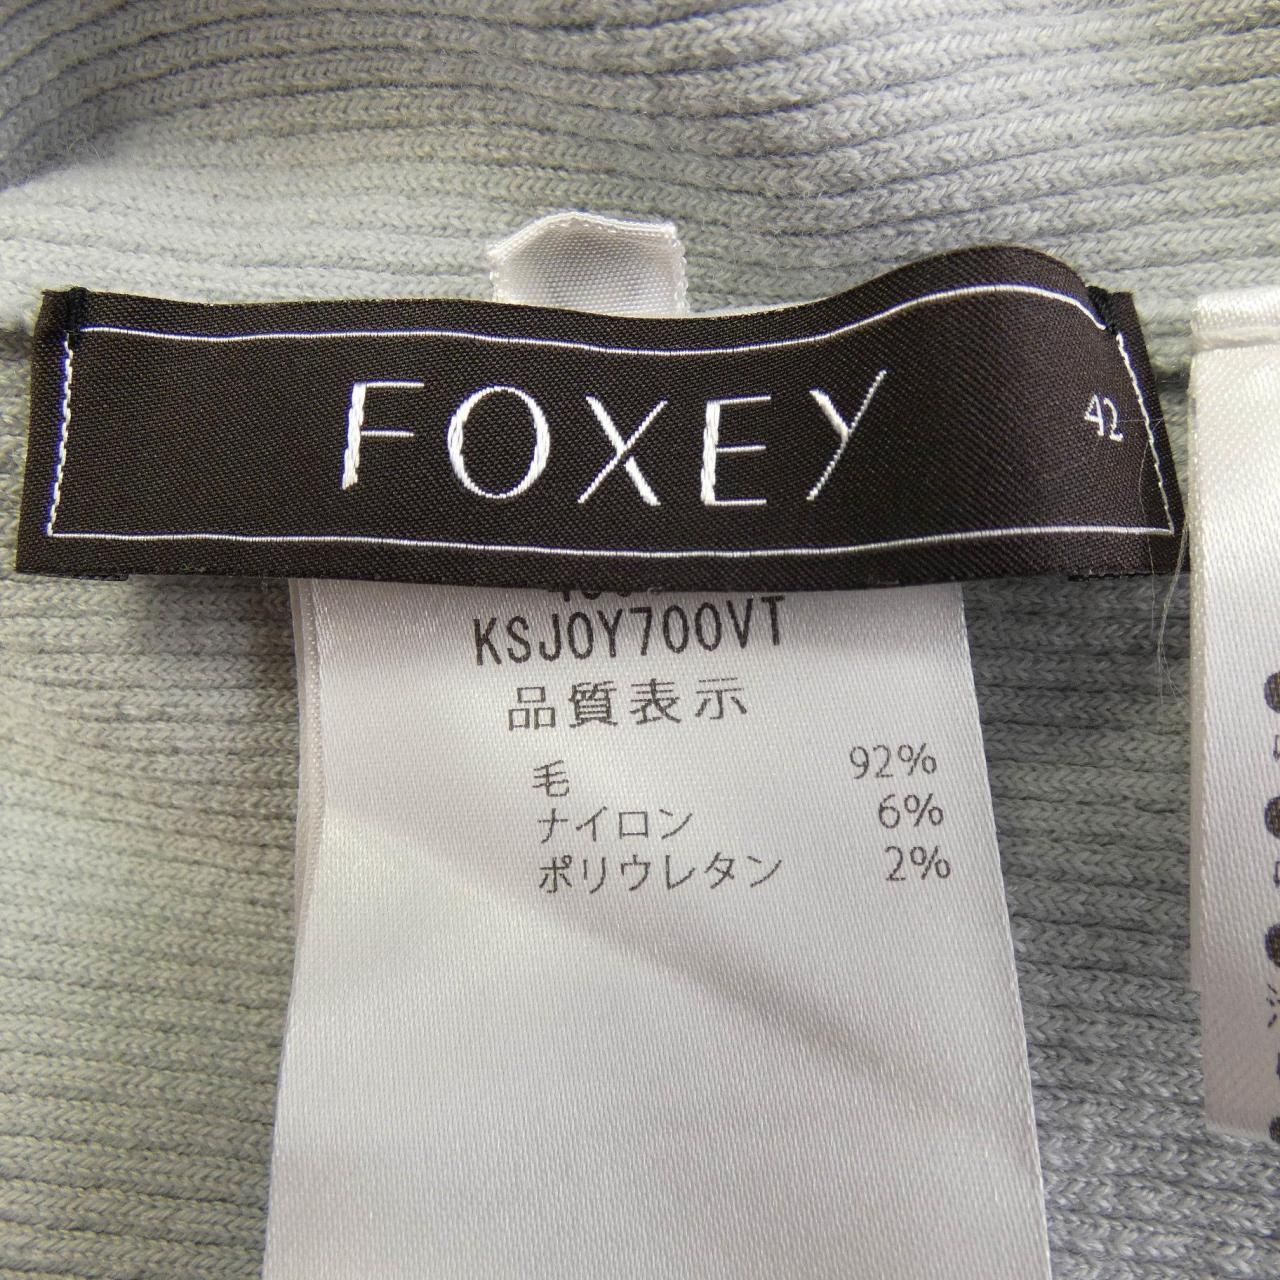 FOXEY
42
KSJ0Y700VT
品質表示
毛 92%
ナイロン 6%
ポリウレタン 2%